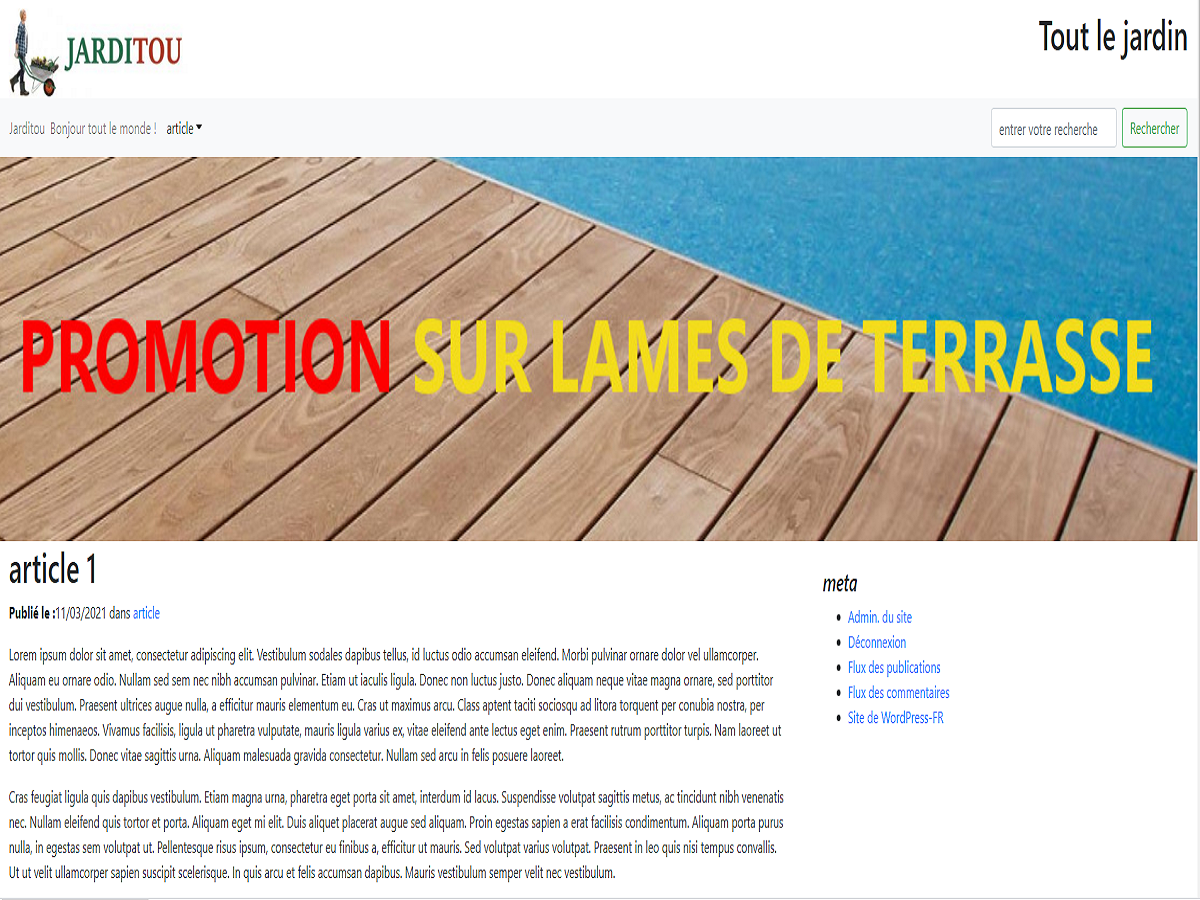 JARDITOU
Tout le jardin
Jarditou Bonjour tout le monde ! article
entrer votre recherche Rechercher
PROMOTION SUR LAMES DE TERRASSE
article 1
Publié le :11/03/2021 dans article
Lorem ipsum dolor sit amet, consectetur adipiscing elit. Vestibulum sodales dapibus tellus, id luctus odio accumsan eleifend. Morbi pulvinar ornare dolor vel ullamcorper.
Aliquam eu ornare odio. Nullam sed sem nec nibh accumsan pulvinar. Etiam ut iaculis ligula. Donec non luctus justo. Donec aliquam neque vitae magna ornare, sed porttitor
dui vestibulum. Praesent ultrices augue nulla, a efficitur mauris elementum eu. Cras ut maximus arcu. Class aptent taciti sociosqu ad litora torquent per conubia nostra, per
inceptos himenaeos. Vivamus facilisis, ligula ut pharetra vulputate, mauris ligula varius ex, vitae eleifend ante lectus eget enim. Praesent rutrum porttitor turpis. Nam laoreet ut
tortor quis mollis. Donec vitae sagittis urna. Aliquam malesuada gravida consectetur. Nullam sed arcu in felis posuere laoreet.
Cras feugiat ligula quis dapibus vestibulum. Etiam magna urna, pharetra eget porta sit amet, interdum id lacus. Suspendisse volutpat sagittis metus, ac tincidunt nibh venenatis
nec. Nullam eleifend quis tortor et porta. Aliquam eget mi elit. Duis aliquet placerat augue sed aliquam. Proin egestas sapien a erat facilisis condimentum. Aliquam porta purus
nulla, in egestas sem volutpat ut. Pellentesque risus ipsum, consectetur eu finibus a, efficitur ut mauris. Sed volutpat varius volutpat. Praesent in leo quis nisi tempus convallis.
Ut ut velit ullamcorper sapien suscipit scelerisque. In quis arcu et felis accumsan dapibus. Mauris vestibulum semper velit nec vestibulum.
meta
Admin. du site
Déconnexion
Flux des publications
Flux des commentaires
Site de WordPress-FR